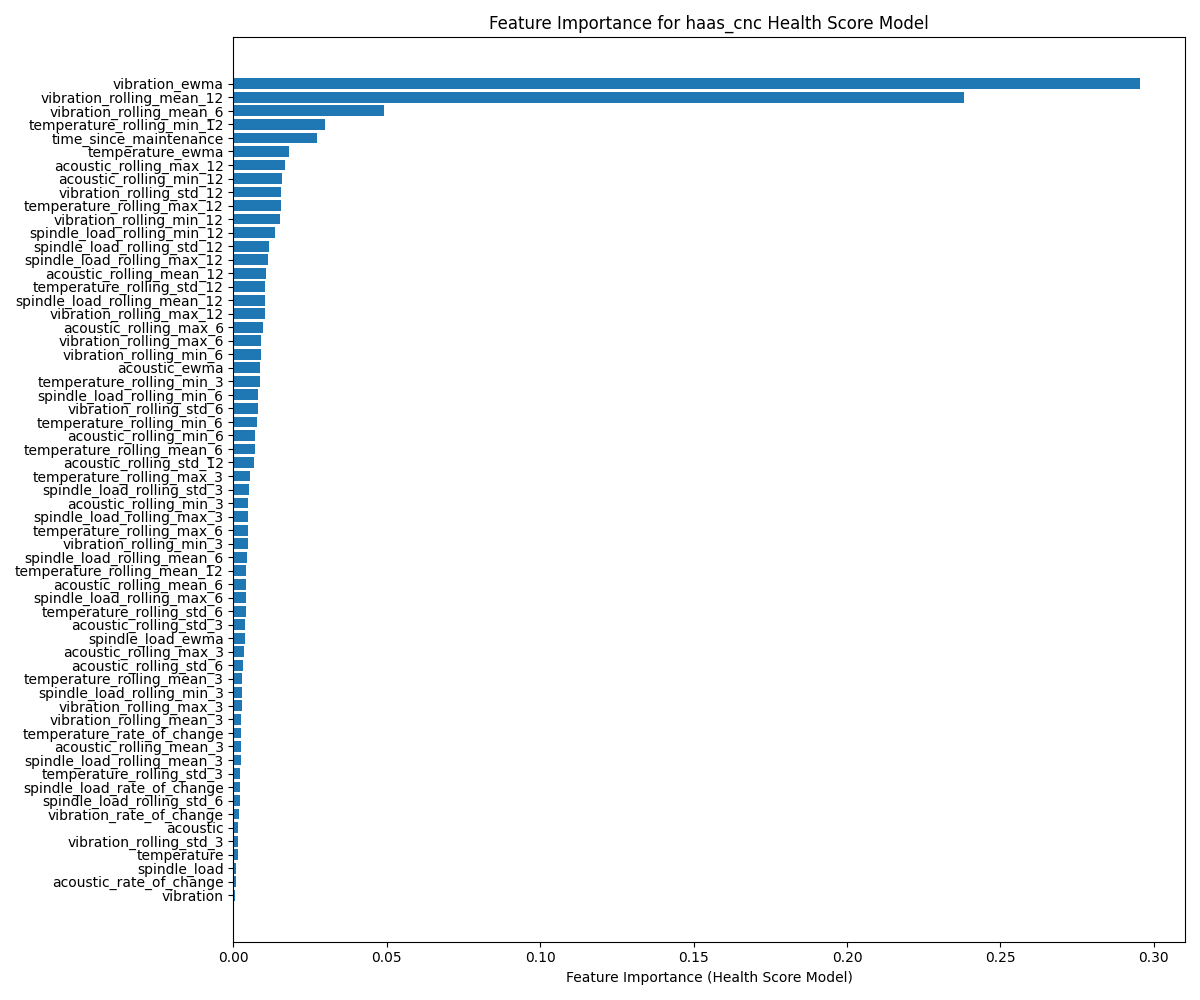 Feature Importance for haas_cnc Health Score Model
vibration_ewma
vibration_rolling_mean_12
vibration_rolling_mean_6
temperature_rolling_min_12
time_since_maintenance
temperature_ewma
acoustic_rolling_max_12
acoustic_rolling_min_12
vibration_rolling_std_12
temperature_rolling_max_12
vibration_rolling_min_12
spindle_load_rolling_min_12
spindle_load_rolling_std_12
spindle_load_rolling_max_12
acoustic_rolling_mean_12
temperature_rolling_std_12
spindle_load_rolling_mean_12
vibration_rolling_max_12
acoustic_rolling_max_6
vibration_rolling_max_6
vibration_rolling_min_6
acoustic_ewma
temperature_rolling_min_3
spindle_load_rolling_min_6
vibration_rolling_std_6
temperature_rolling_min_6
acoustic_rolling_min_6
temperature_rolling_mean_6
acoustic_rolling_std_12
temperature_rolling_max_3
spindle_load_rolling_std_3
acoustic_rolling_min_3
spindle_load_rolling_max_3
temperature_rolling_max_6
vibration_rolling_min_3
spindle_load_rolling_mean_6
temperature_rolling_mean_12
acoustic_rolling_mean_6
spindle_load_rolling_max_6
temperature_rolling_std_6
acoustic_rolling_std_3
spindle_load_ewma
acoustic_rolling_max_3
acoustic_rolling_std_6
temperature_rolling_mean_3
spindle_load_rolling_min_3
vibration_rolling_max_3
vibration_rolling_mean_3
temperature_rate_of_change
acoustic_rolling_mean_3
spindle_load_rolling_mean_3
temperature_rolling_std_3
spindle_load_rate_of_change
spindle_load_rolling_std_6
vibration_rate_of_change
acoustic
vibration_rolling_std_3
temperature
spindle_load
acoustic_rate_of_change
vibration
0.00 0.05 0.10 0.15 0.20 0.25 0.30
Feature Importance (Health Score Model)